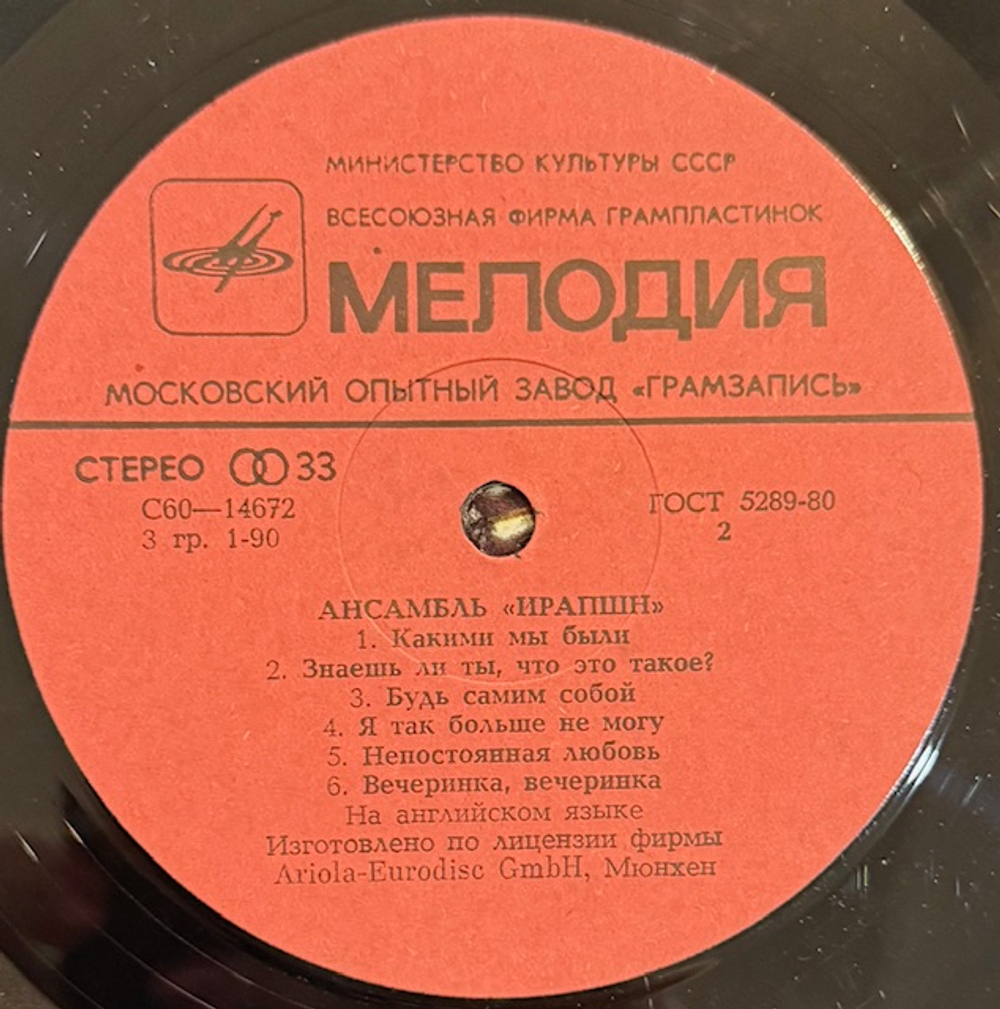 МИНИСТЕРСТВО КУЛЬТУРЫ СССР
ВСЕСОЮЗНАЯ ФИРМА ГРАМПЛАСТИНОК
МЕЛОДИЯ
МОСКОВСКИЙ ОПЫТНЫЙ ЗАВОД «ГРАМЗАПИСЬ»
СТЕРЕО 33
С60—14672
3 гр. 1-90
ГОСТ 5289-80
2
АНСАМБЛЬ «ИРАПШН»
1. Какими мы были
2. Знаешь ли ты, что это такое?
3. Будь самим собой
4. Я так больше не могу
5. Непостоянная любовь
6. Вечеринка, вечеринка
На английском языке
Изготовлено по лицензии фирмы
Ariola-Eurodisc GmbH, Мюнхен